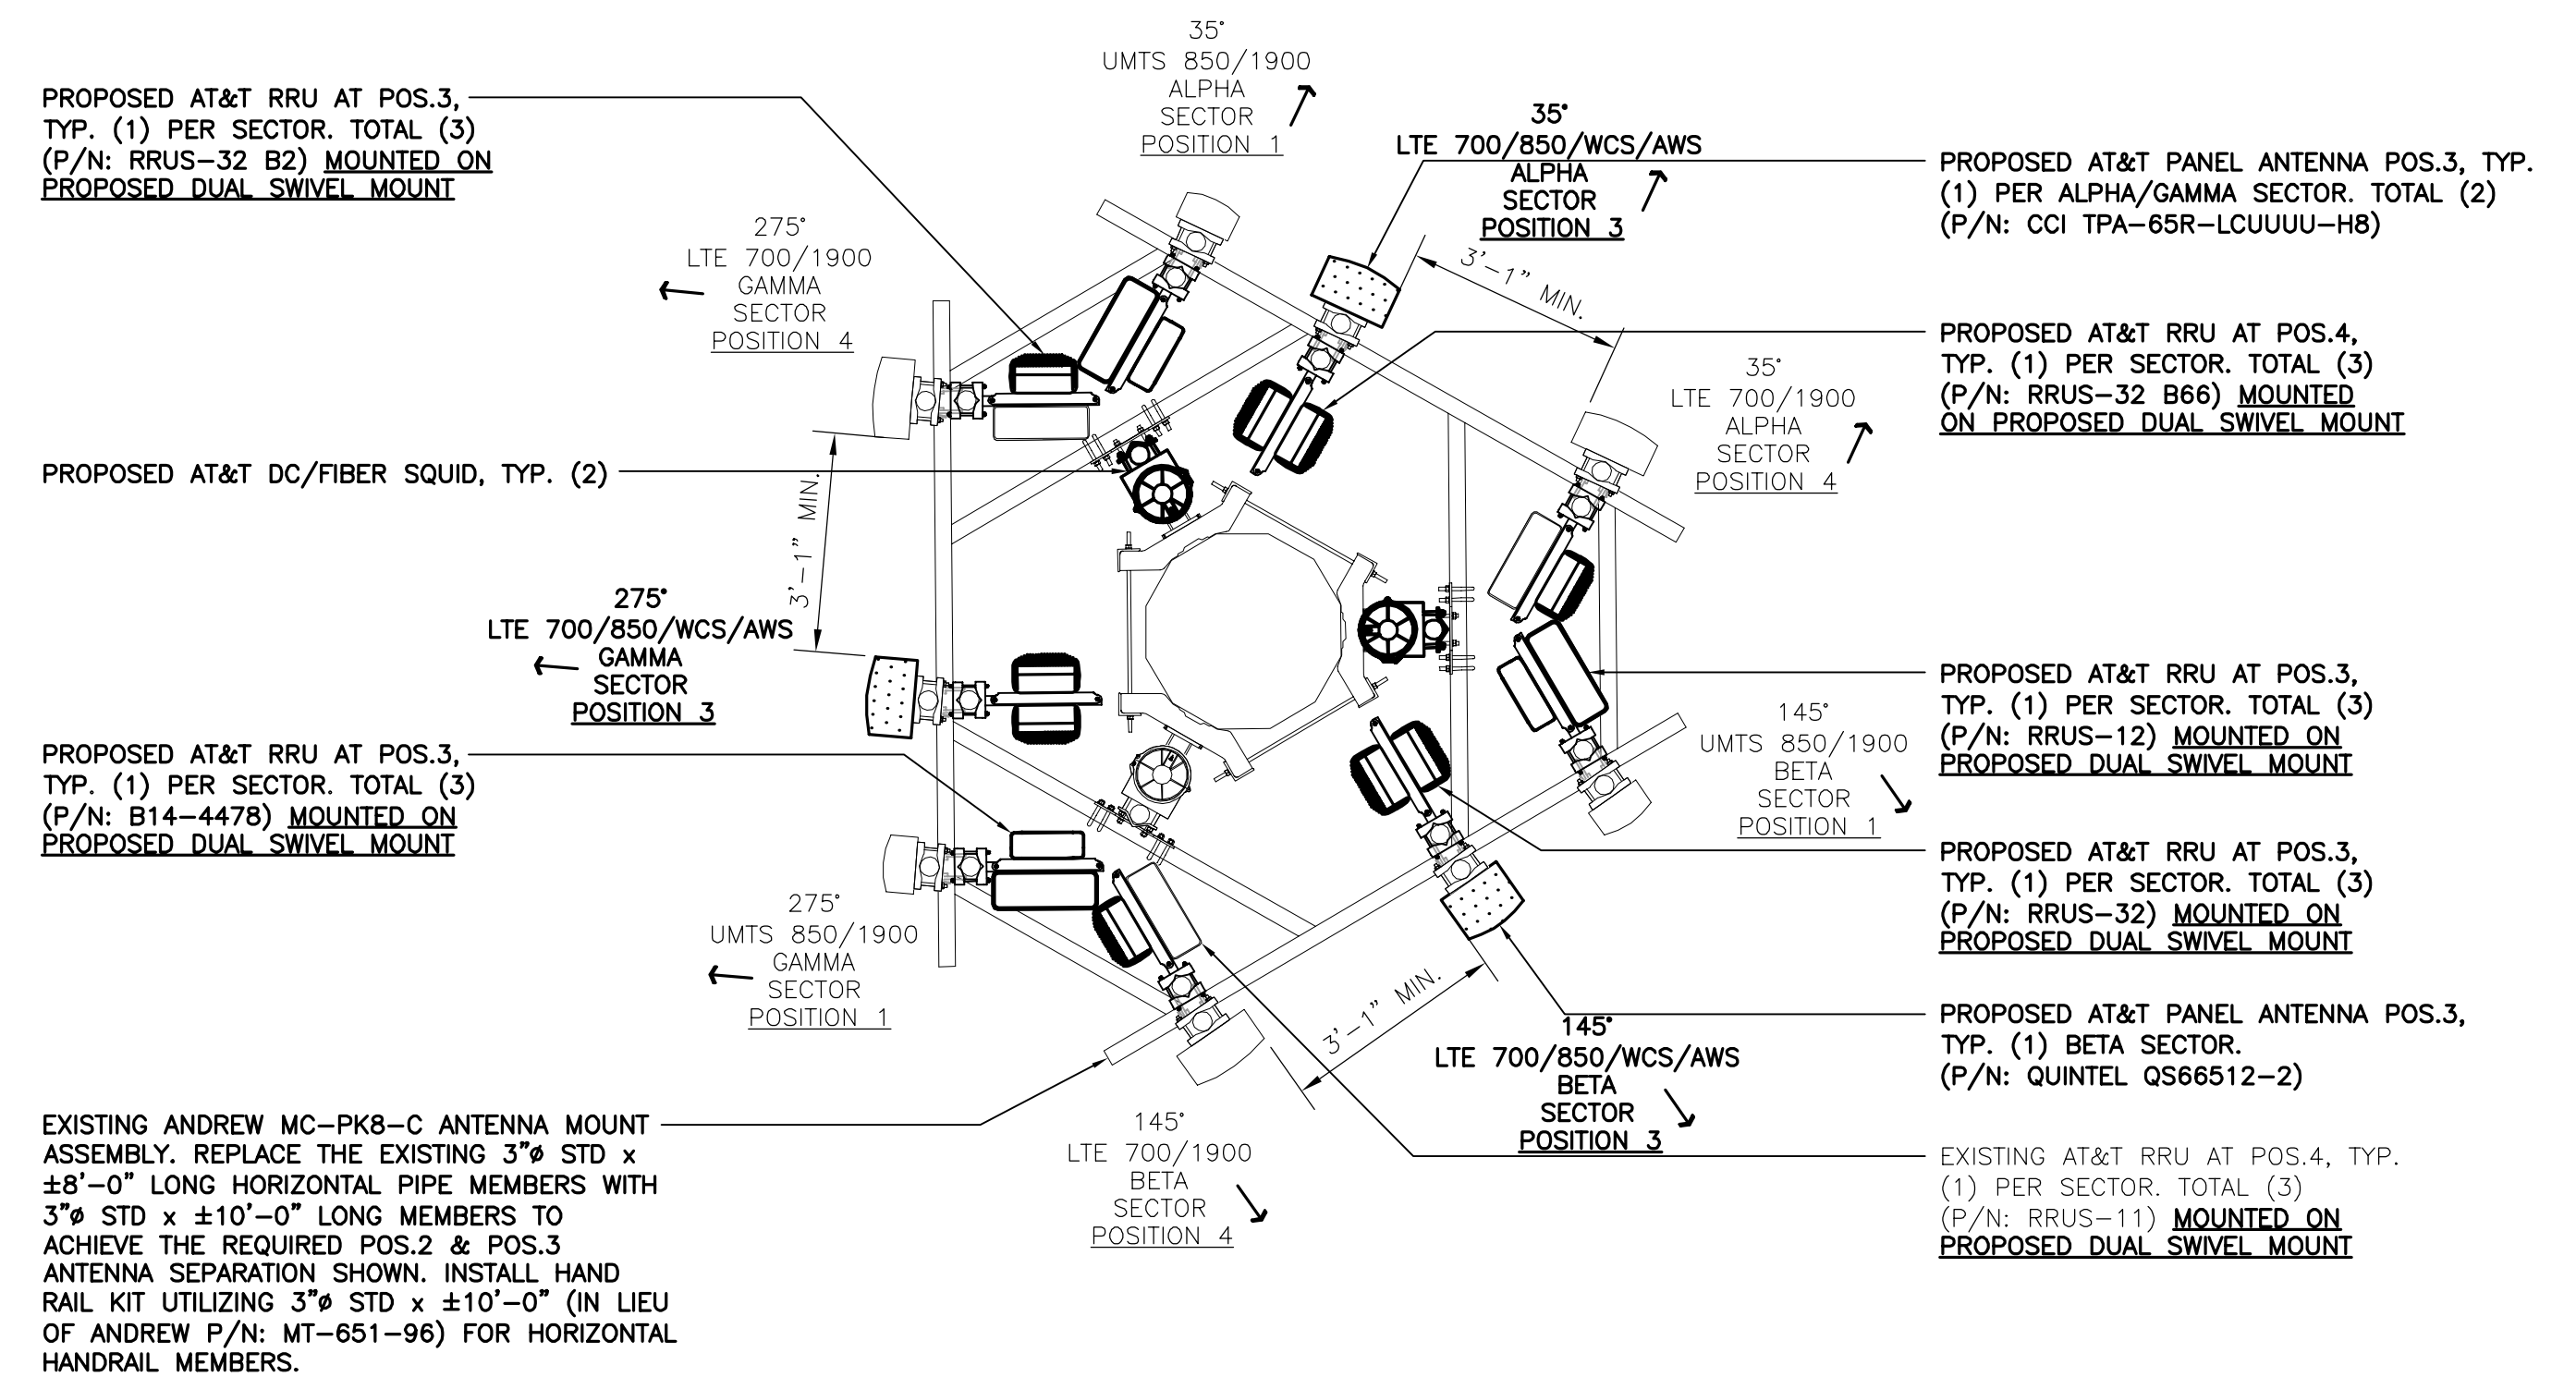 PROPOSED AT&T RRU AT POS.3,
TYP. (1) PER SECTOR. TOTAL (3)
(P/N: RRUS-32 B2) MOUNTED ON
PROPOSED DUAL SWIVEL MOUNT
PROPOSED AT&T DC/FIBER SQUID, TYP. (2)
PROPOSED AT&T RRU AT POS.3,
TYP. (1) PER SECTOR. TOTAL (3)
(P/N: B14-4478) MOUNTED ON
PROPOSED DUAL SWIVEL MOUNT
EXISTING ANDREW MC-PK8-C ANTENNA MOUNT
ASSEMBLY. REPLACE THE EXISTING 3"ø STD x
±8'-0" LONG HORIZONTAL PIPE MEMBERS WITH
3"ø STD x ±10'-0" LONG MEMBERS TO
ACHIEVE THE REQUIRED POS.2 & POS.3
ANTENNA SEPARATION SHOWN. INSTALL HAND
RAIL KIT UTILIZING 3"ø STD x ±10'-0" (IN LIEU
OF ANDREW P/N: MT-651-96) FOR HORIZONTAL
HANDRAIL MEMBERS.
35°
UMTS 850/1900
ALPHA
SECTOR
POSITION 1
35°
LTE 700/850/WCS/AWS
ALPHA
SECTOR
POSITION 3
275°
LTE 700/1900
GAMMA
SECTOR
POSITION 4
3'-1" MIN.
35°
LTE 700/1900
ALPHA
SECTOR
POSITION 4
3'-1" MIN.
275°
LTE 700/850/WCS/AWS
GAMMA
SECTOR
POSITION 3
145°
UMTS 850/1900
BETA
SECTOR
POSITION 1
275°
UMTS 850/1900
GAMMA
SECTOR
POSITION 1
3'-1" MIN.
145°
LTE 700/850/WCS/AWS
BETA
SECTOR
POSITION 3
145°
LTE 700/1900
BETA
SECTOR
POSITION 4
PROPOSED AT&T PANEL ANTENNA POS.3, TYP.
(1) PER ALPHA/GAMMA SECTOR. TOTAL (2)
(P/N: CCI TPA-65R-LCUUUU-H8)
PROPOSED AT&T RRU AT POS.4,
TYP. (1) PER SECTOR. TOTAL (3)
(P/N: RRUS-32 B66) MOUNTED
ON PROPOSED DUAL SWIVEL MOUNT
PROPOSED AT&T RRU AT POS.3,
TYP. (1) PER SECTOR. TOTAL (3)
(P/N: RRUS-12) MOUNTED ON
PROPOSED DUAL SWIVEL MOUNT
PROPOSED AT&T RRU AT POS.3,
TYP. (1) PER SECTOR. TOTAL (3)
(P/N: RRUS-32) MOUNTED ON
PROPOSED DUAL SWIVEL MOUNT
PROPOSED AT&T PANEL ANTENNA POS.3,
TYP. (1) BETA SECTOR.
(P/N: QUINTEL QS66512-2)
EXISTING AT&T RRU AT POS.4, TYP.
(1) PER SECTOR. TOTAL (3)
(P/N: RRUS-11) MOUNTED ON
PROPOSED DUAL SWIVEL MOUNT